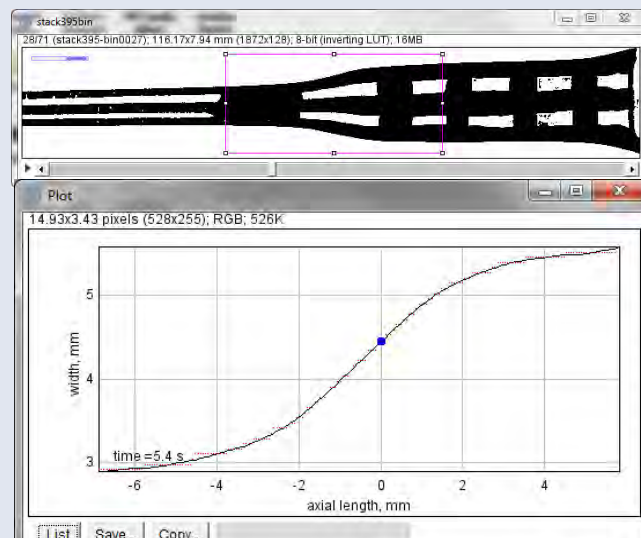 stack395bin
28/71 (stack395-bin0027); 116.17x7.94 mm (1872x128); 8-bit (inverting LUT); 16MB
Plot
14.93x3.43 pixels (528x255); RGB; 526K
5
width, mm
4
3
time =5.4 s
-6 -4 -2 0 2 4
axial length, mm
List Save.. Copy...